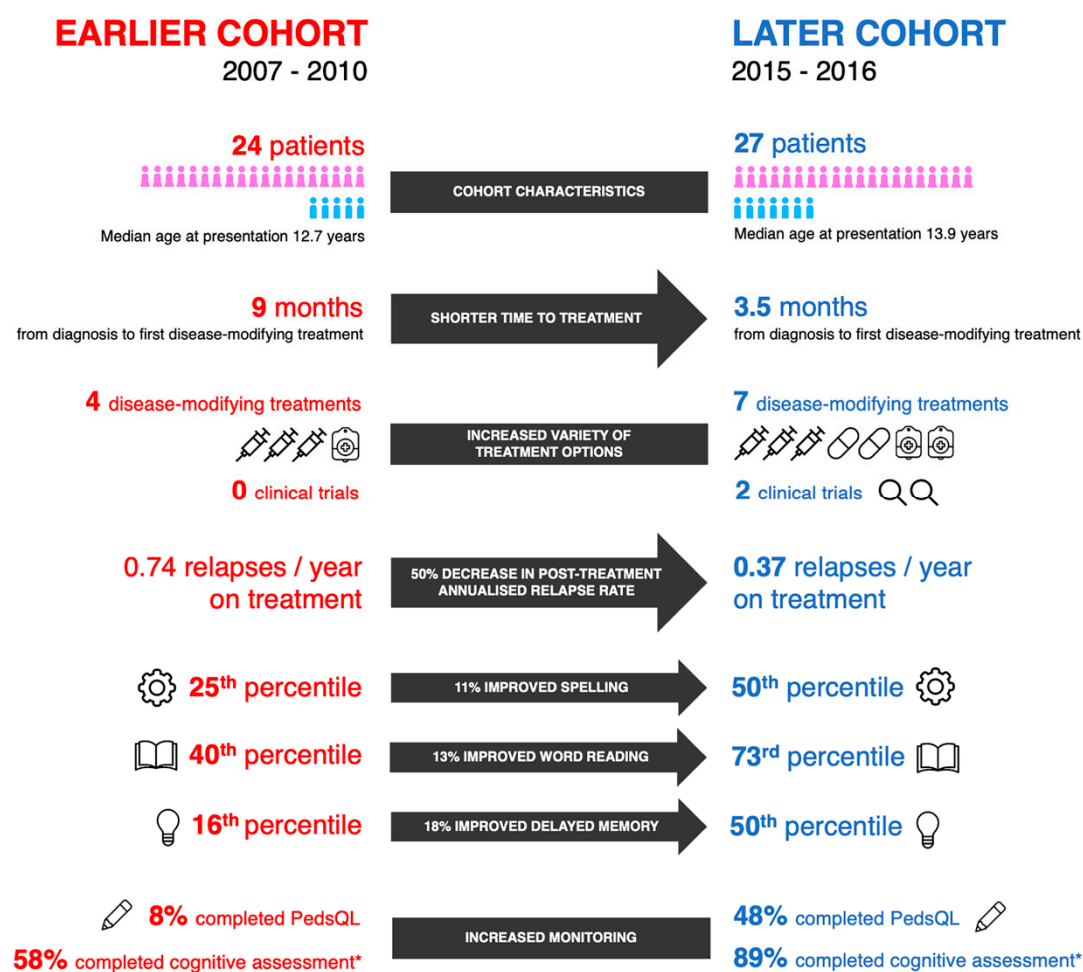 EARLIER COHORT
2007 - 2010
LATER COHORT
2015 - 2016
24 patients
Median age at presentation 12.7 years
COHORT CHARACTERISTICS
27 patients
Median age at presentation 13.9 years
9 months
from diagnosis to first disease-modifying treatment
SHORTER TIME TO TREATMENT
3.5 months
from diagnosis to first disease-modifying treatment
4 disease-modifying treatments
0 clinical trials
INCREASED VARIETY OF
TREATMENT OPTIONS
7 disease-modifying treatments
2 clinical trials
0.74 relapses / year
on treatment
50% DECREASE IN POST-TREATMENT
ANNUALISED RELAPSE RATE
0.37 relapses / year
on treatment
25th percentile
11% IMPROVED SPELLING
50th percentile
40th percentile
13% IMPROVED WORD READING
73rd percentile
16th percentile
18% IMPROVED DELAYED MEMORY
50th percentile
8% completed PedsQL
58% completed cognitive assessment*
INCREASED MONITORING
48% completed PedsQL
89% completed cognitive assessment*